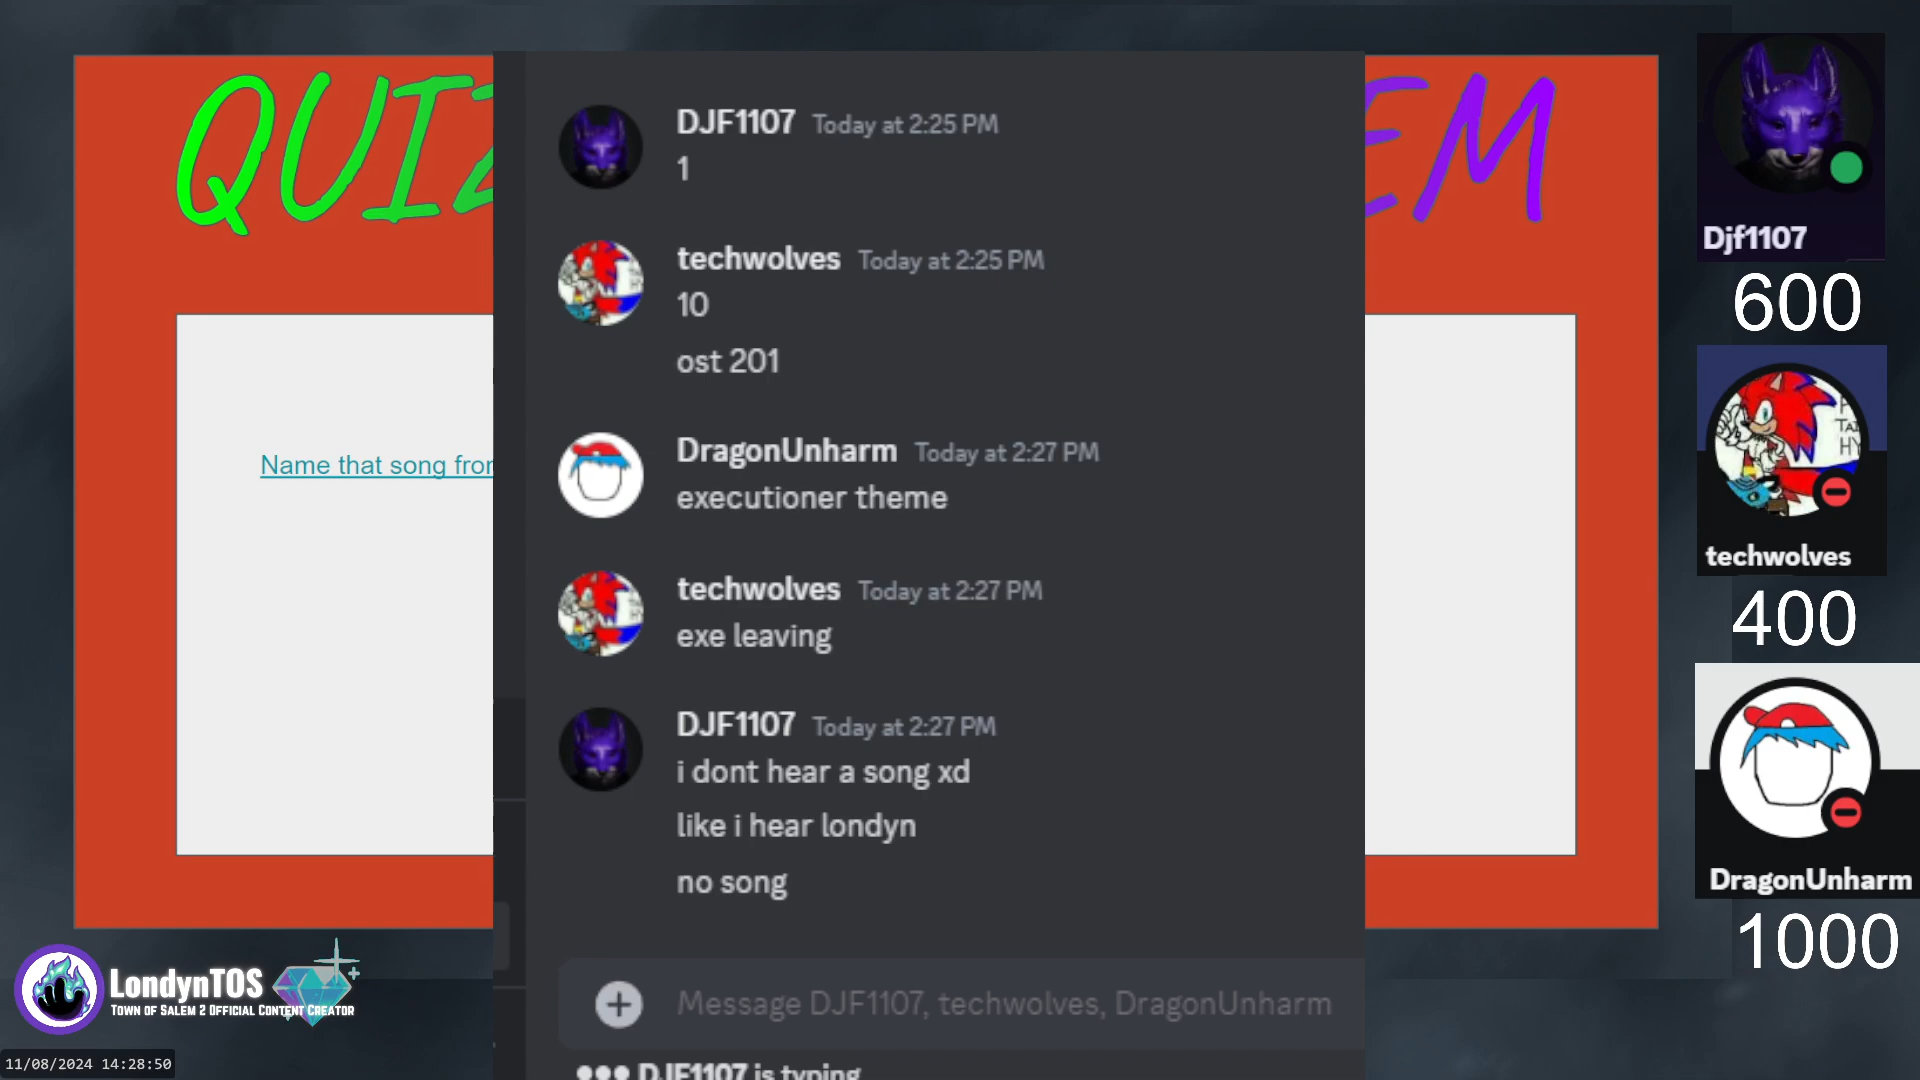 QUIZ
EM
Name that song fro
DJF1107 Today at 2:25 PM
1
techwolves Today at 2:25 PM
10
ost 201
DragonUnharm Today at 2:27 PM
executioner theme
techwolves Today at 2:27 PM
exe leaving
DJF1107 Today at 2:27 PM
i dont hear a song xd
like i hear londyn
no song
Message DJF1107, techwolves, DragonUnharm
DJF1107 is typing
Djf1107
600
techwolves
400
DragonUnharm
1000
LondynTOS
Town of Salem 2 Official Content Creator
11/08/2024 14:28:50